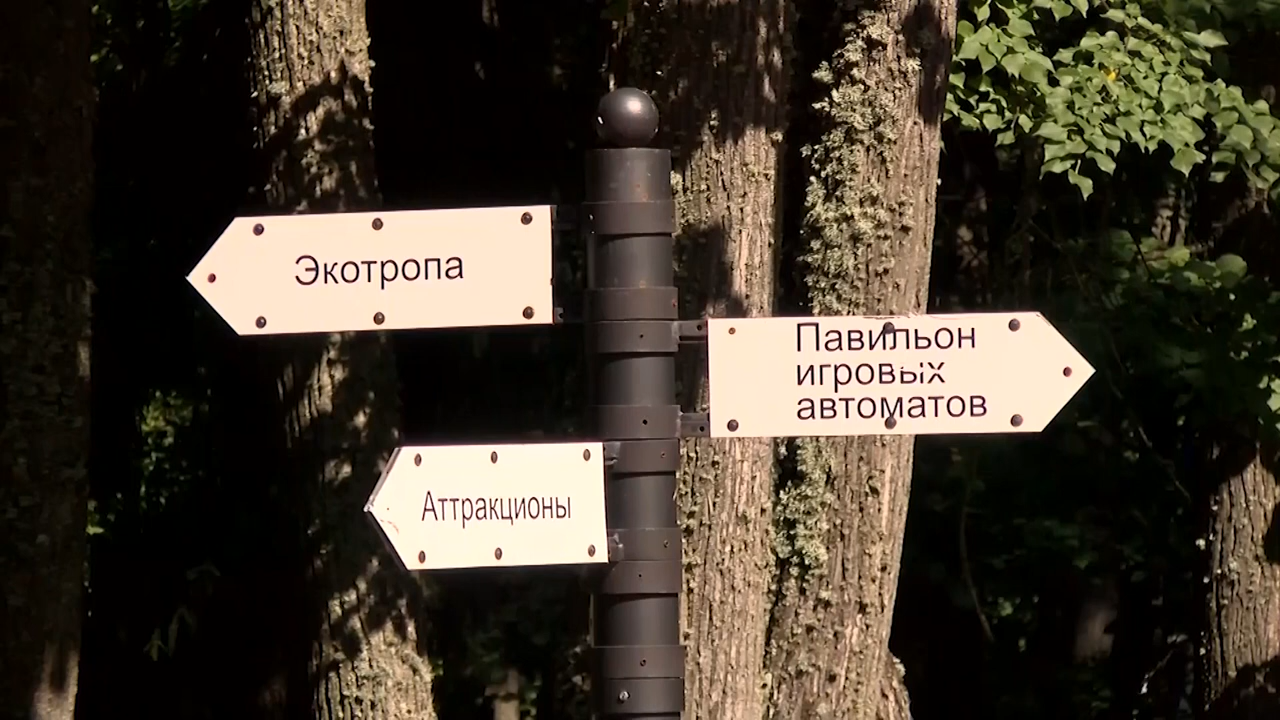 Экотропа
Павильон
игровых
автоматов
Аттракционы